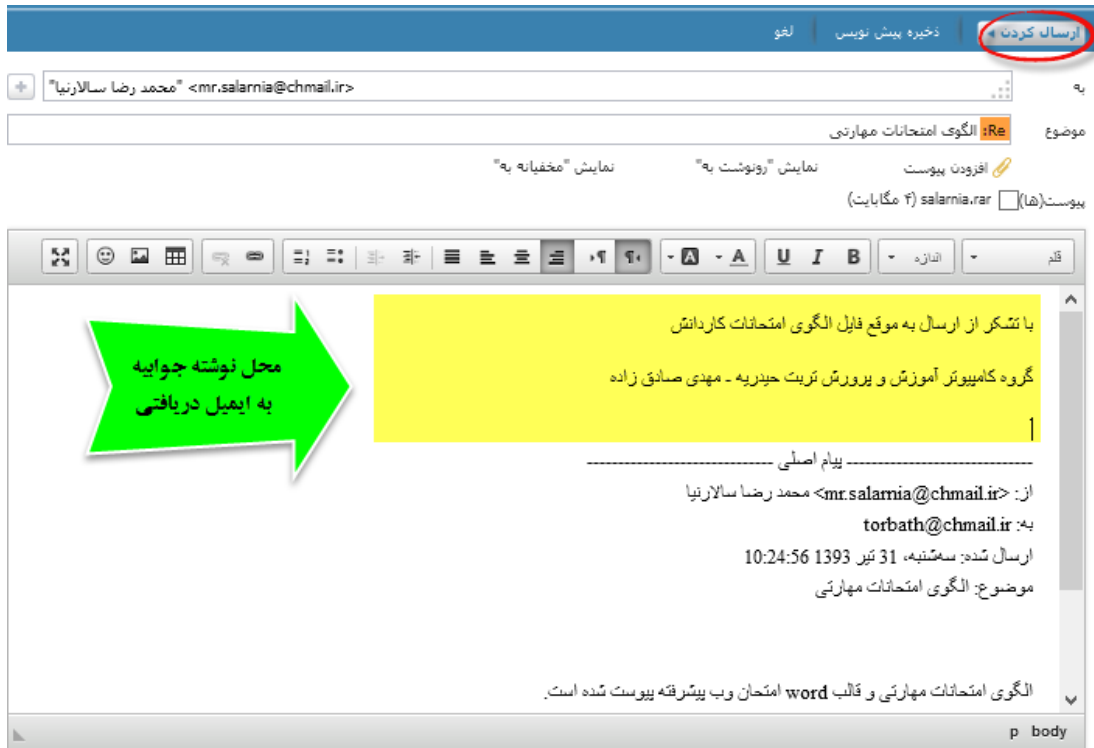 ارسال کردن ذخیره پیش نویس لغو
به "محمد رضا سالارنیا" <mr.salarnia@chmail.ir>
موضوع Re: الگوی امتحانات مهارتی
افزودن پیوست نمایش "رونوشت به" نمایش "مخفیانه به"
پیوست(ها) salarnia.rar (۴ مگابایت)
قلم اندازه B I U A A
با تشکر از ارسال به موقع فایل الگوی امتحانات کاردانش
گروه کامپیوتر آموزش و پرورش تربت حیدریه - مهدی صادق زاده
محل نوشته جوابیه
به ایمیل دریافتی
------------------------------ پیام اصلی ------------------------------
از: <mr.salarnia@chmail.ir> محمد رضا سالارنیا
به: torbath@chmail.ir
ارسال شده: سه‌شنبه، 31 تیر 1393 10:24:56
موضوع: الگوی امتحانات مهارتی
الگوی امتحانات مهارتی و قالب word امتحان وب پیشرفته پیوست شده است.
body p